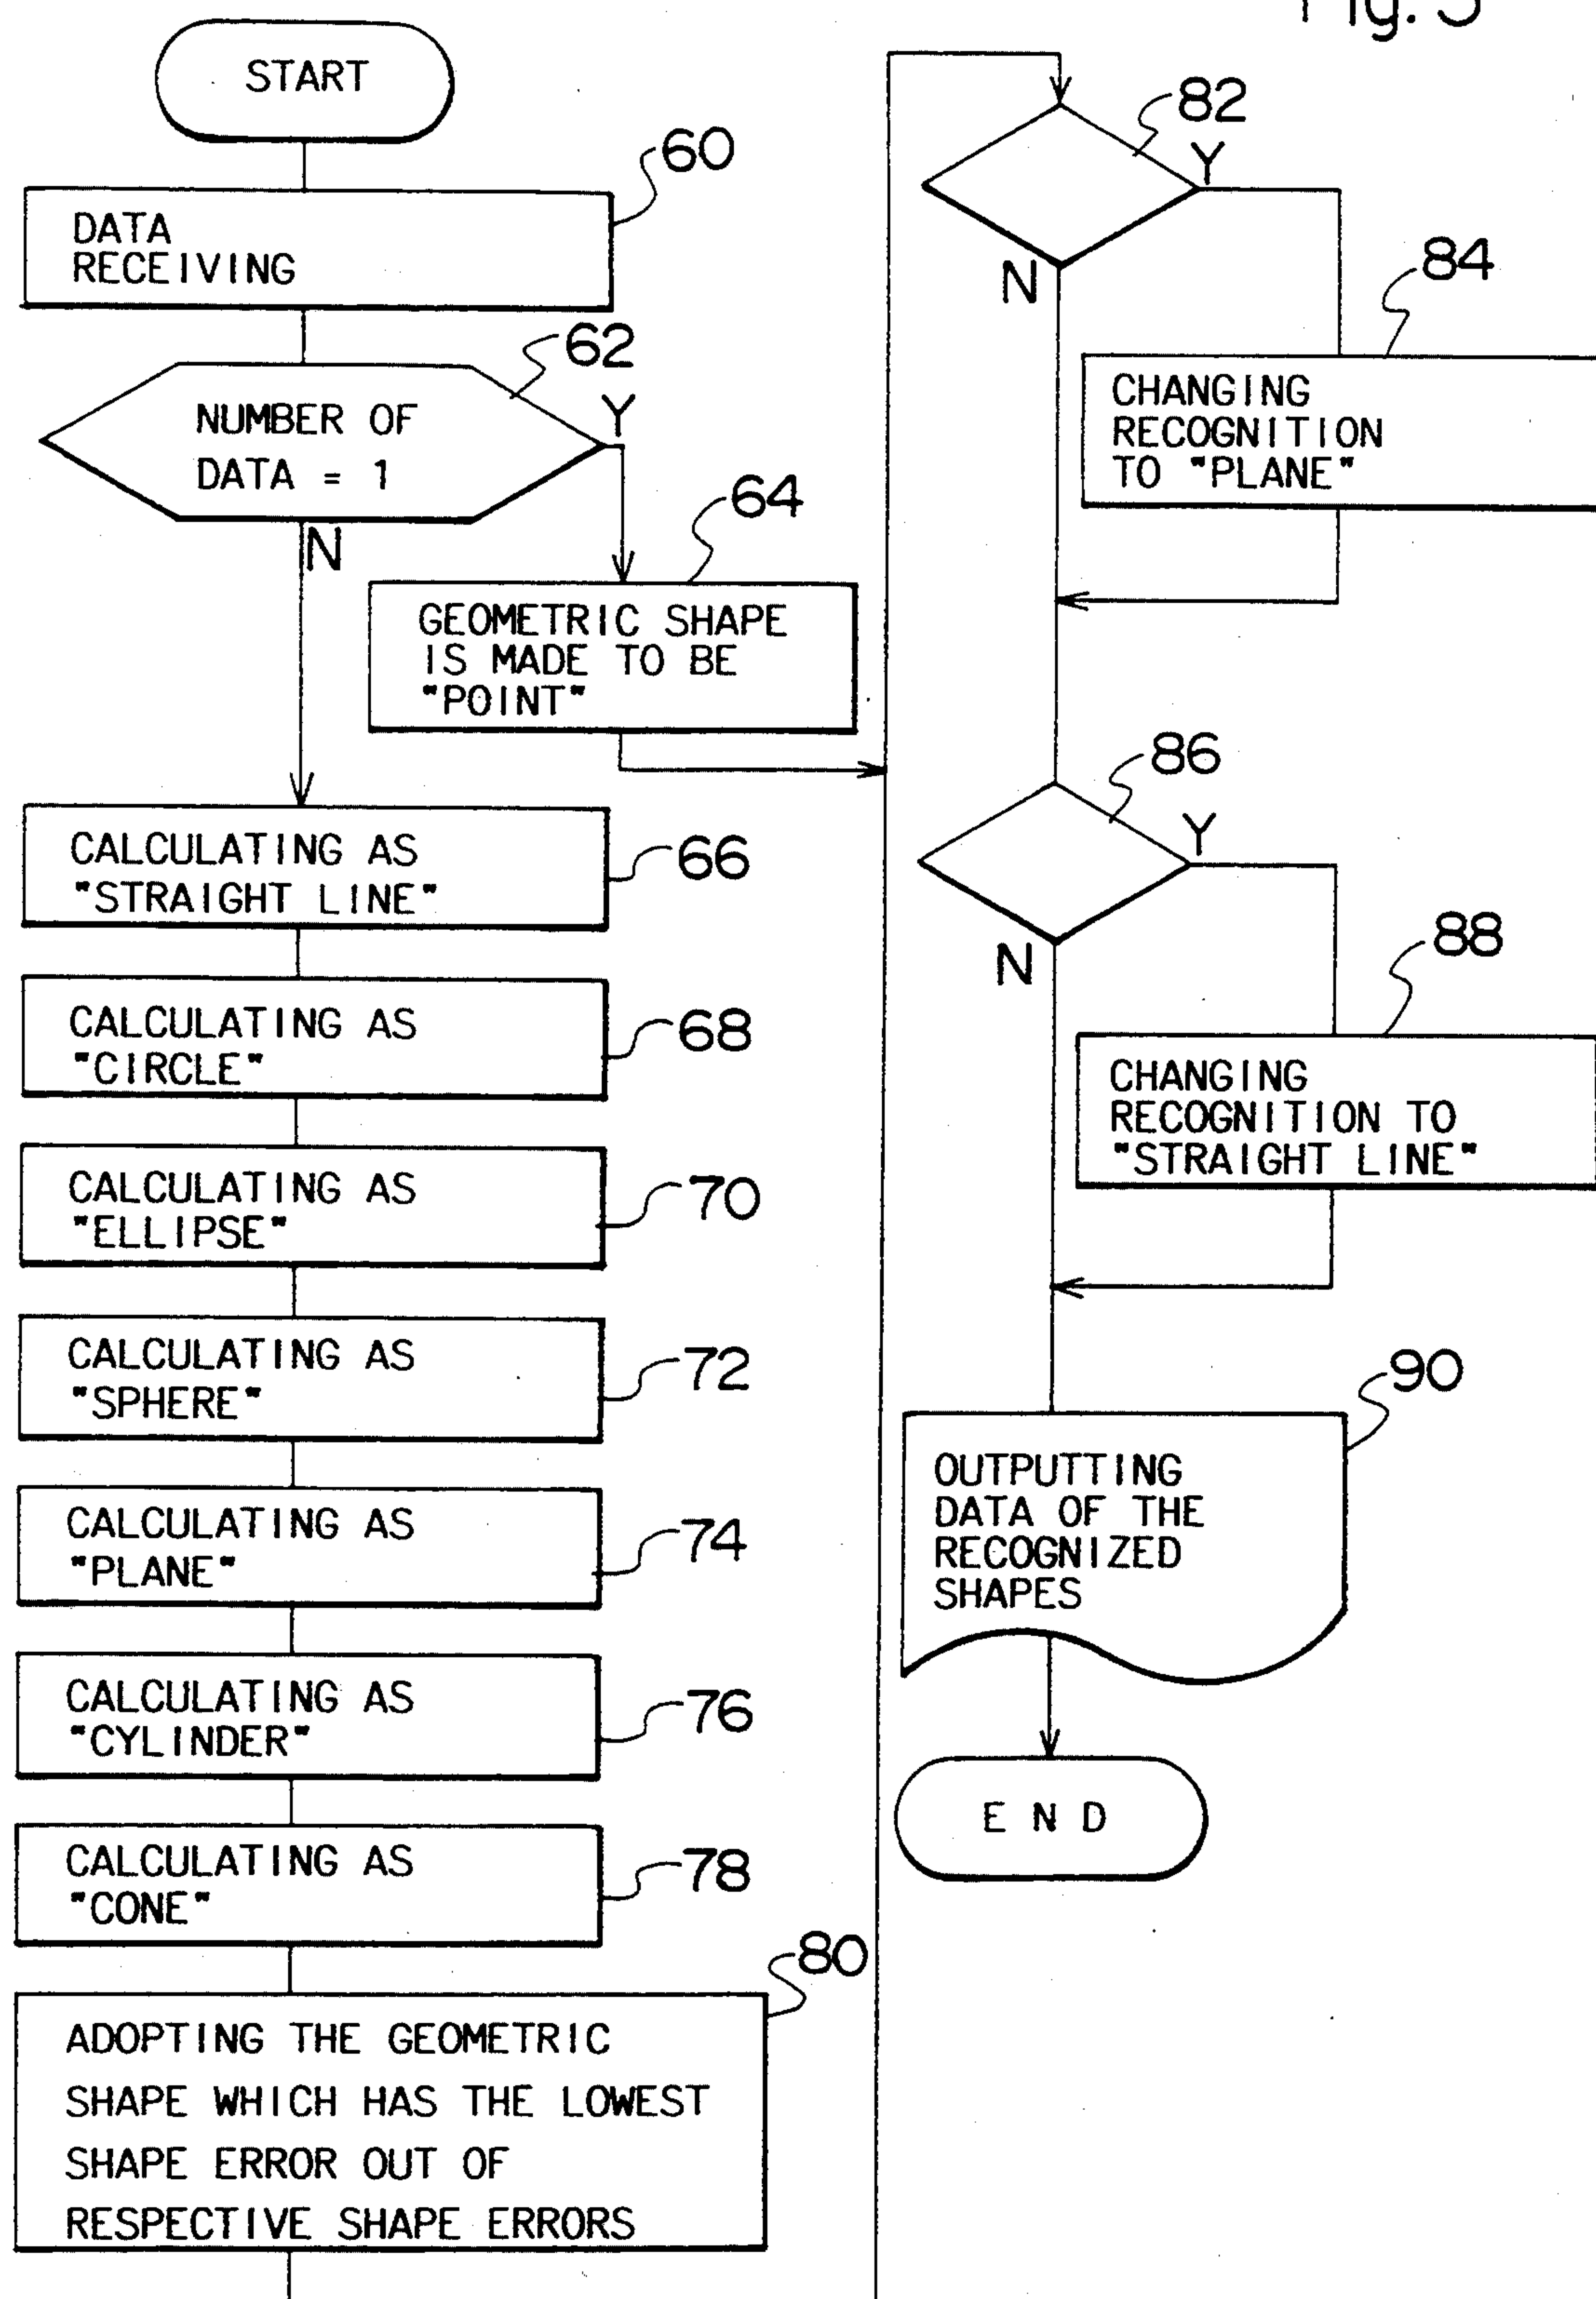 Fig. 5
START
60
DATA
RECEIVING
62
NUMBER OF
DATA = 1
Y
N
64
GEOMETRIC SHAPE
IS MADE TO BE
"POINT"
CALCULATING AS
"STRAIGHT LINE"
66
CALCULATING AS
"CIRCLE"
68
CALCULATING AS
"ELLIPSE"
70
CALCULATING AS
"SPHERE"
72
CALCULATING AS
"PLANE"
74
CALCULATING AS
"CYLINDER"
76
CALCULATING AS
"CONE"
78
80
ADOPTING THE GEOMETRIC
SHAPE WHICH HAS THE LOWEST
SHAPE ERROR OUT OF
RESPECTIVE SHAPE ERRORS
82
Y
N
84
CHANGING
RECOGNITION
TO "PLANE"
86
Y
N
88
CHANGING
RECOGNITION TO
"STRAIGHT LINE"
90
OUTPUTTING
DATA OF THE
RECOGNIZED
SHAPES
END